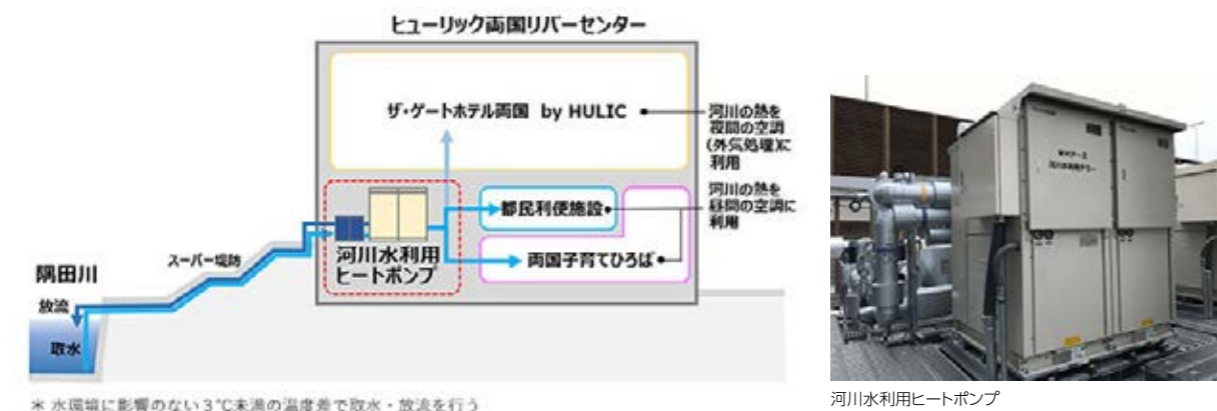 ヒューリック両国リバーセンター
ザ・ゲートホテル両国 by HULIC
河川の熱を
夜間の空調
(外気処理)に
利用
都民利便施設
河川の熱を
昼間の空調に
利用
両国子育てひろば
河川水利用
ヒートポンプ
スーパー堤防
隅田川
放流
取水
* 水環境に影響のない3℃未満の温度差で取水・放流を行う
河川水利用ヒートポンプ